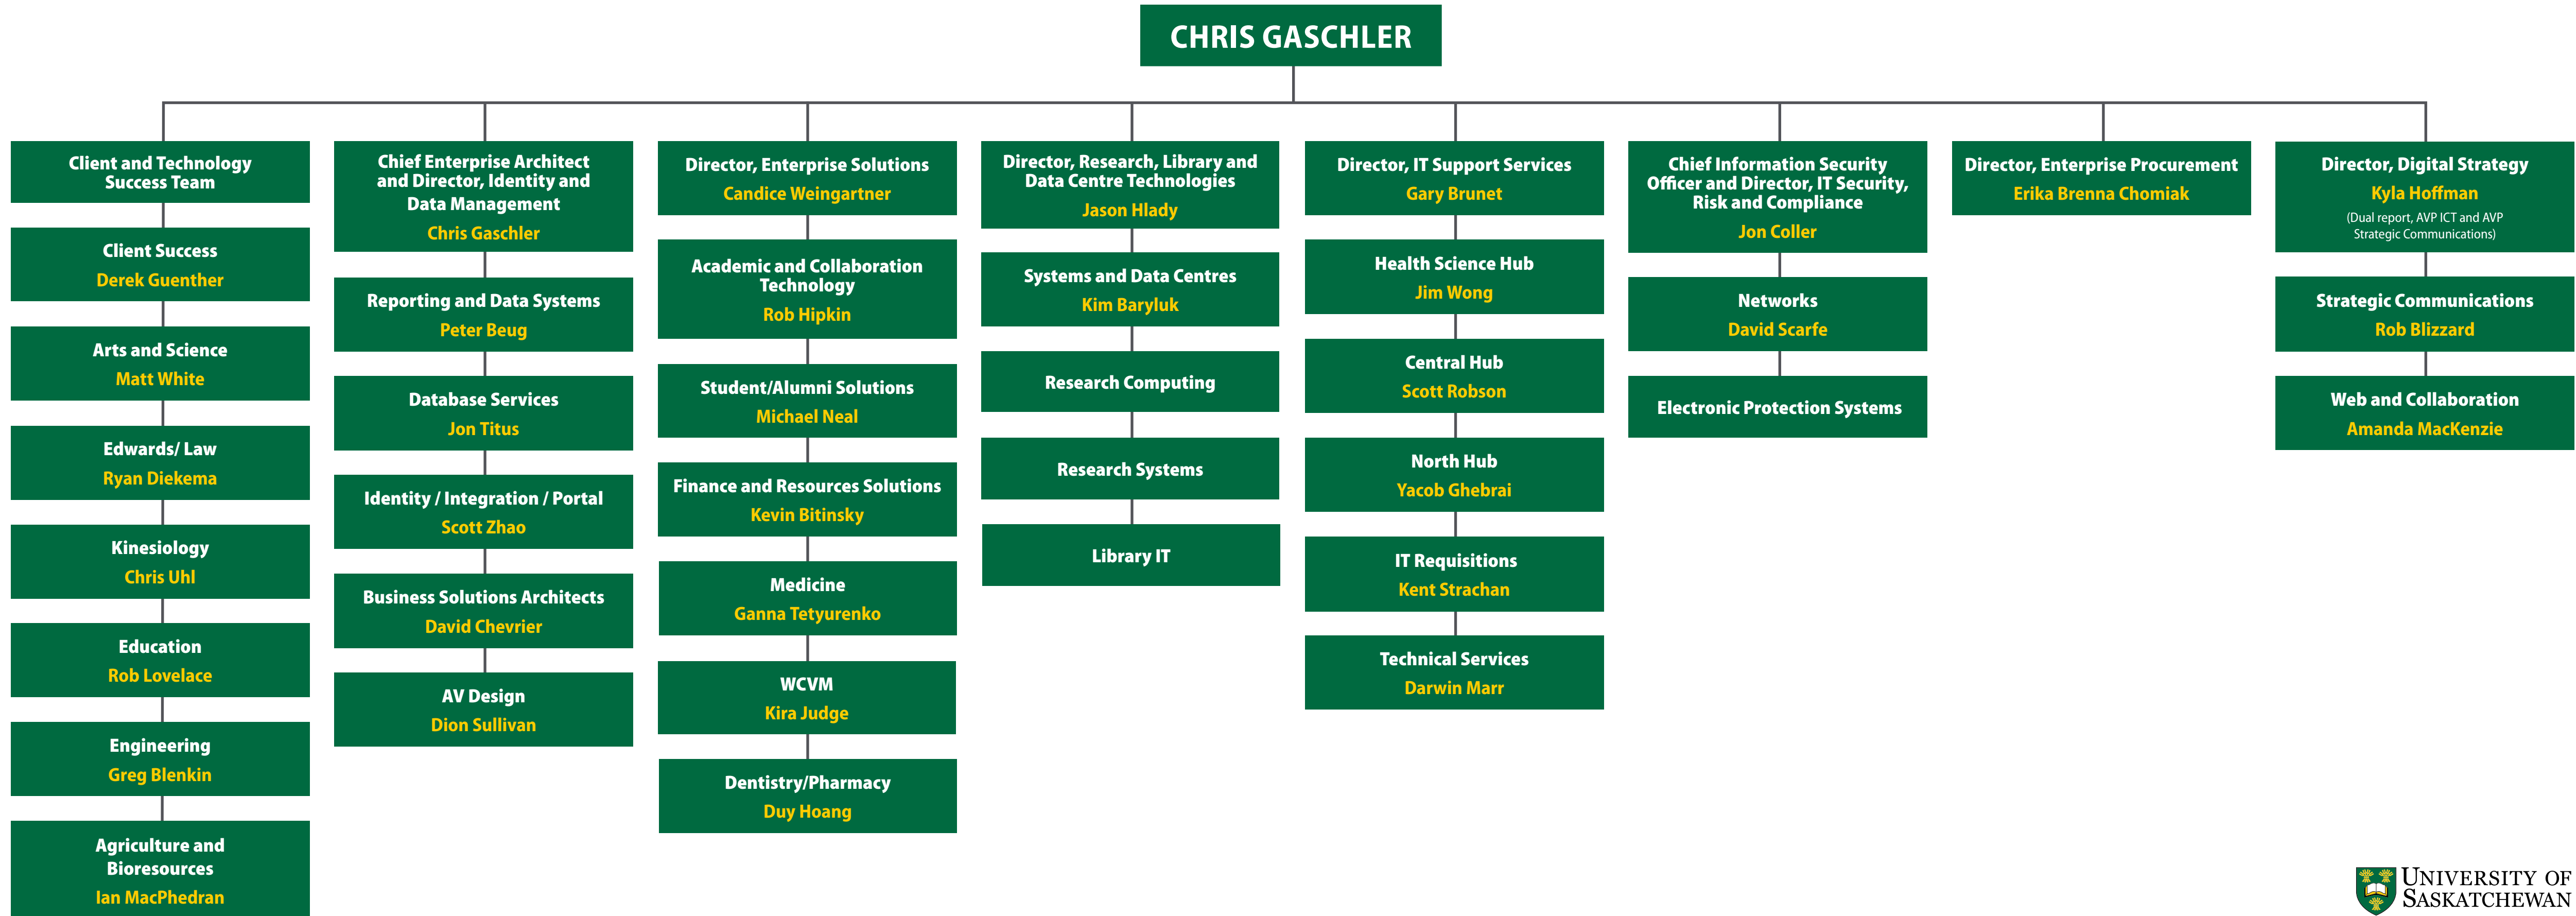 CHRIS GASCHLER
Client and Technology
Success Team
Client Success
Derek Guenther
Arts and Science
Matt White
Edwards/ Law
Ryan Diekema
Kinesiology
Chris Uhl
Education
Rob Lovelace
Engineering
Greg Blenkin
Agriculture and
Bioresources
Ian MacPhedran
Chief Enterprise Architect
and Director, Identity and
Data Management
Chris Gaschler
Reporting and Data Systems
Peter Beug
Database Services
Jon Titus
Identity / Integration / Portal
Scott Zhao
Business Solutions Architects
David Chevrier
AV Design
Dion Sullivan
Director, Enterprise Solutions
Candice Weingartner
Academic and Collaboration
Technology
Rob Hipkin
Student/Alumni Solutions
Michael Neal
Finance and Resources Solutions
Kevin Bitinsky
Medicine
Ganna Tetyurenko
WCVM
Kira Judge
Dentistry/Pharmacy
Duy Hoang
Director, Research, Library and
Data Centre Technologies
Jason Hlady
Systems and Data Centres
Kim Baryluk
Research Computing
Research Systems
Library IT
Director, IT Support Services
Gary Brunet
Health Science Hub
Jim Wong
Central Hub
Scott Robson
North Hub
Yacob Ghebrai
IT Requisitions
Kent Strachan
Technical Services
Darwin Marr
Chief Information Security
Officer and Director, IT Security,
Risk and Compliance
Jon Coller
Networks
David Scarfe
Electronic Protection Systems
Director, Enterprise Procurement
Erika Brenna Chomiak
Director, Digital Strategy
Kyla Hoffman
(Dual report, AVP ICT and AVP
Strategic Communications)
Strategic Communications
Rob Blizzard
Web and Collaboration
Amanda MacKenzie
UNIVERSITY OF
SASKATCHEWAN